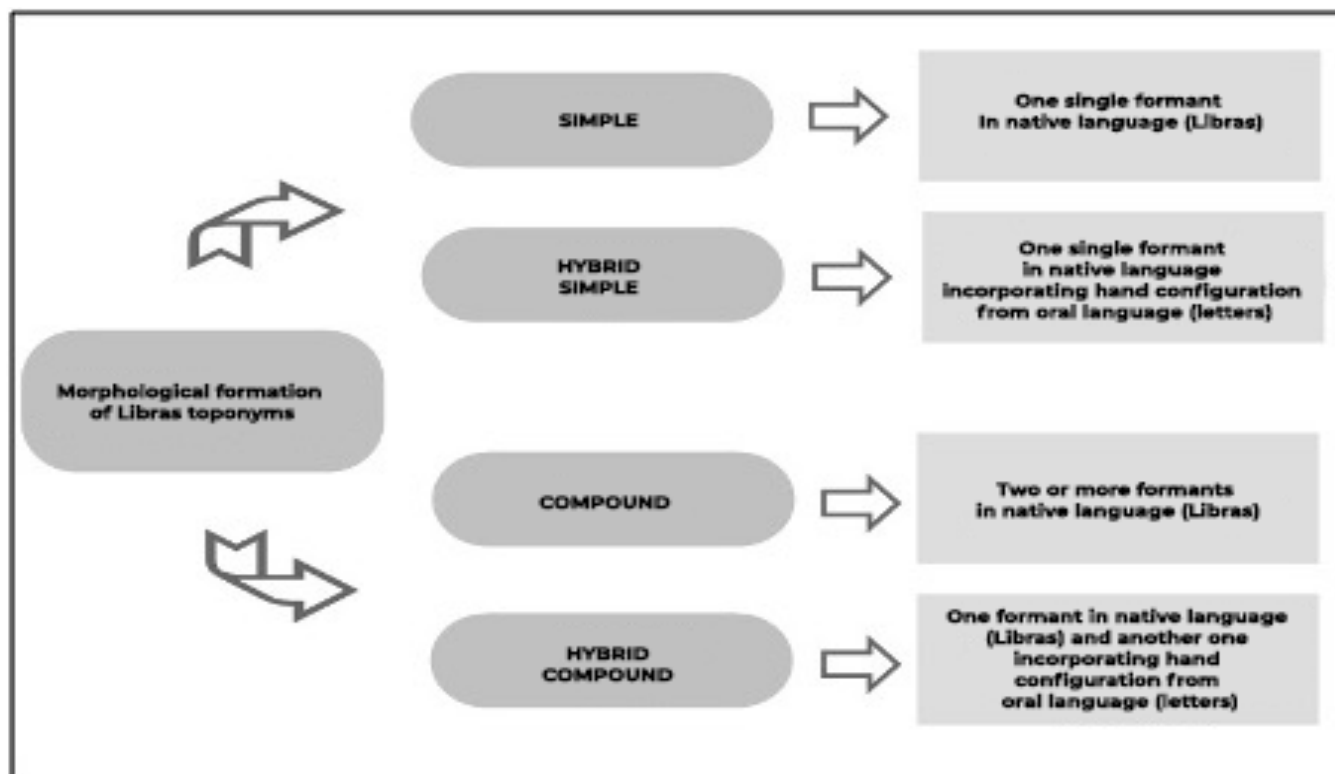 SIMPLE
One single formant
In native language (Libras)
HYBRID
SIMPLE
One single formant
in native language
incorporating hand configuration
from oral language (letters)
Morphological formation
of Libras toponyms
COMPOUND
Two or more formants
in native language (Libras)
HYBRID
COMPOUND
One formant in native language
(Libras) and another one
incorporating hand
configuration from
oral language (letters)